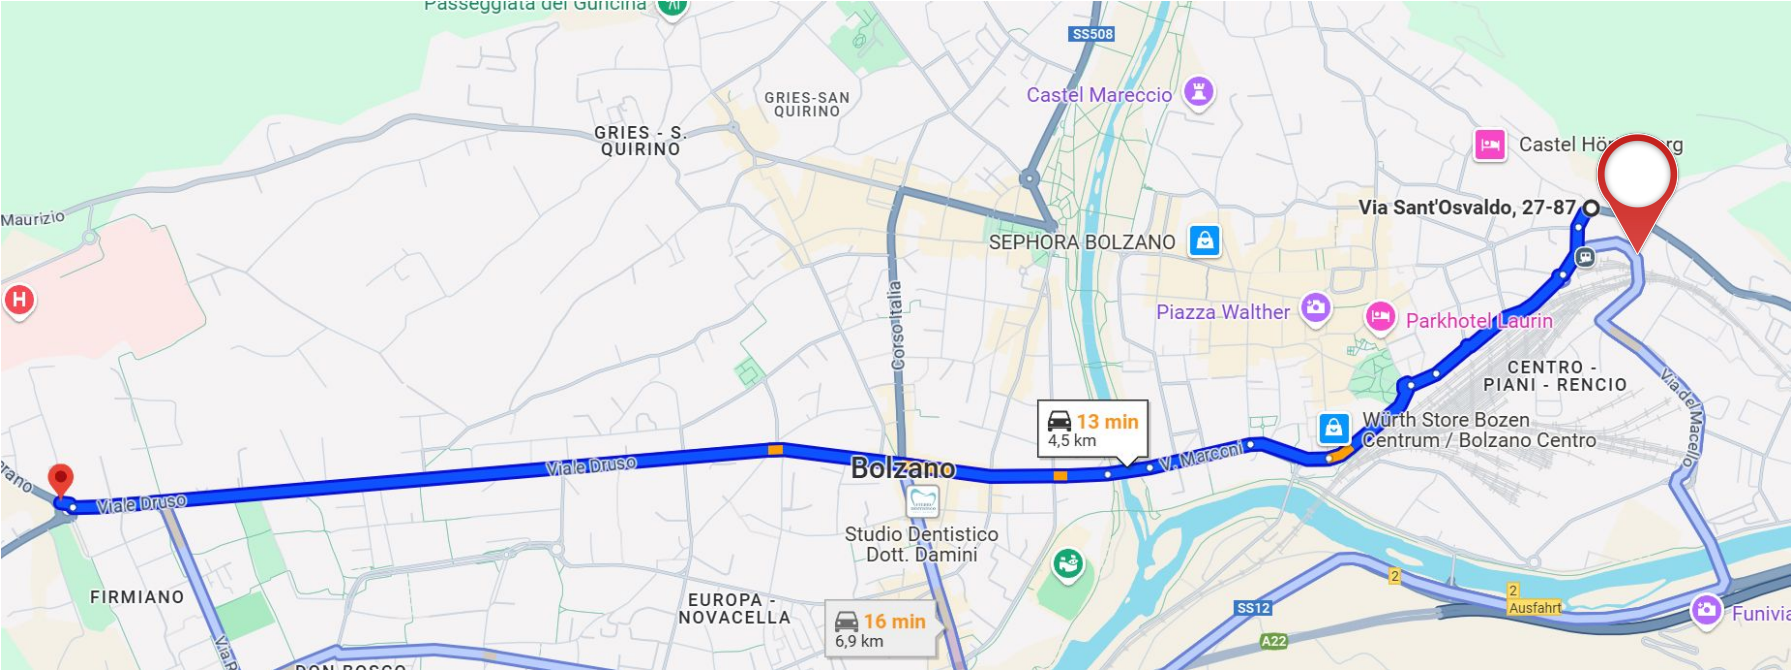 Passeggiata del Guncina
SS508
Castel Mareccio
GRIES-SAN
QUIRINO
GRIES - S.
QUIRINO
Castel
Maurizio
Via Sant'Osvaldo, 27-87
SEPHORA BOLZANO
H
Corso Italia
Piazza Walther
Parkhotel Laurin
CENTRO -
PIANI - RENCIO
Via del Macello
13 min
4,5 km
Würth Store Bozen
Centrum / Bolzano Centro
V. Marconi
Viale Druso
Bolzano
Viale Druso
Studio Dentistico
Dott. Damini
FIRMIANO
EUROPA -
NOVACELLA
16 min
6,9 km
SS12
2
2
Ausfahrt
A22
DON BOSCO